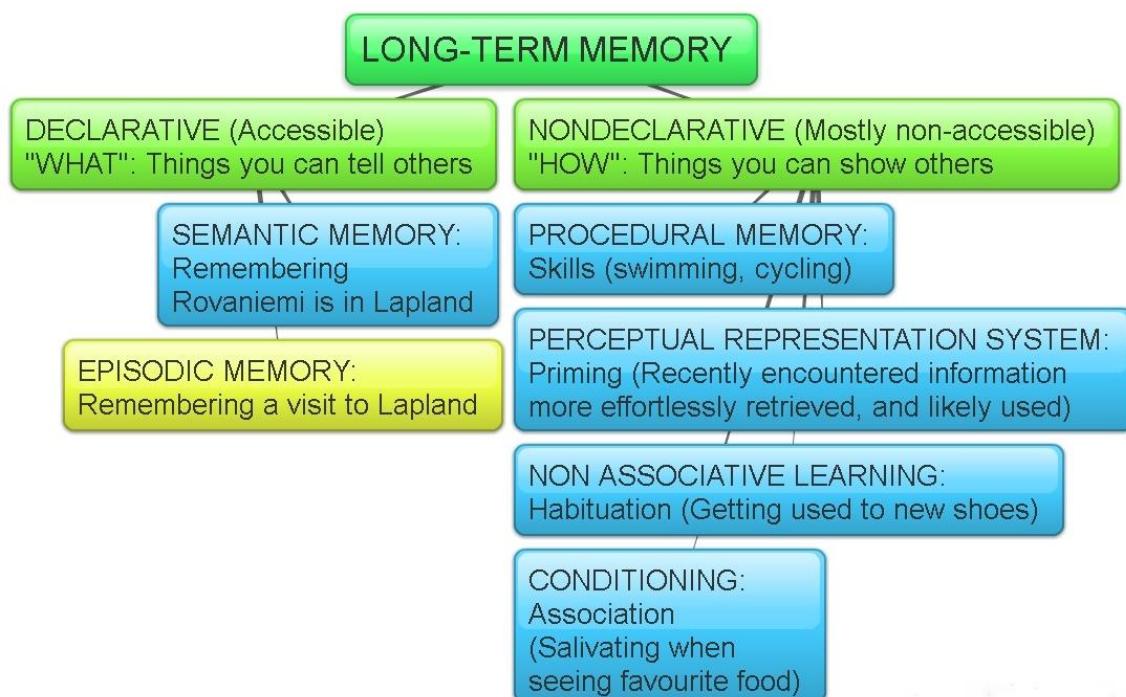 LONG-TERM MEMORY
DECLARATIVE (Accessible)
"WHAT": Things you can tell others
SEMANTIC MEMORY:
Remembering
Rovaniemi is in Lapland
EPISODIC MEMORY:
Remembering a visit to Lapland
NONDECLARATIVE (Mostly non-accessible)
"HOW": Things you can show others
PROCEDURAL MEMORY:
Skills (swimming, cycling)
PERCEPTUAL REPRESENTATION SYSTEM:
Priming (Recently encountered information
more effortlessly retrieved, and likely used)
NON ASSOCIATIVE LEARNING:
Habituation (Getting used to new shoes)
CONDITIONING:
Association
(Salivating when
seeing favourite food)